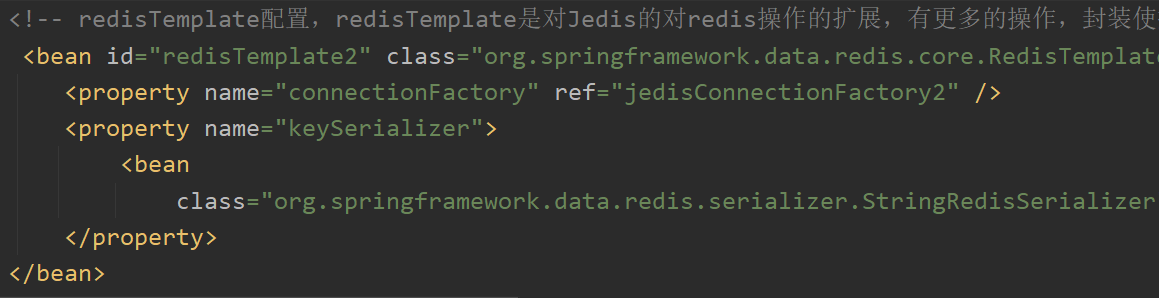 <!-- redisTemplate配置，redisTemplate是对Jedis的对redis操作的扩展，有更多的操作，封装使
<bean id="redisTemplate2" class="org.springframework.data.redis.core.RedisTemplate
<property name="connectionFactory" ref="jedisConnectionFactory2" />
<property name="keySerializer">
<bean
class="org.springframework.data.redis.serializer.StringRedisSerializer
</property>
</bean>